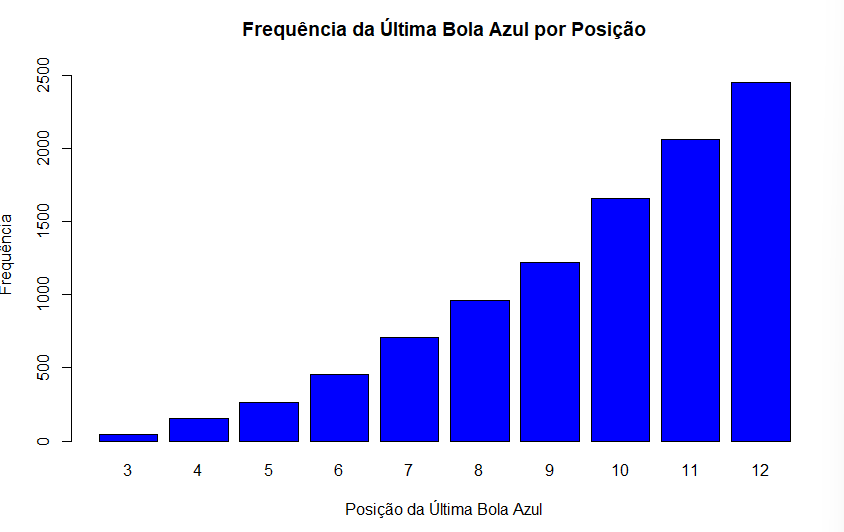 Frequência da Última Bola Azul por Posição
Frequência
2500
2000
1500
1000
500
0
3 4 5 6 7 8 9 10 11 12
Posição da Última Bola Azul